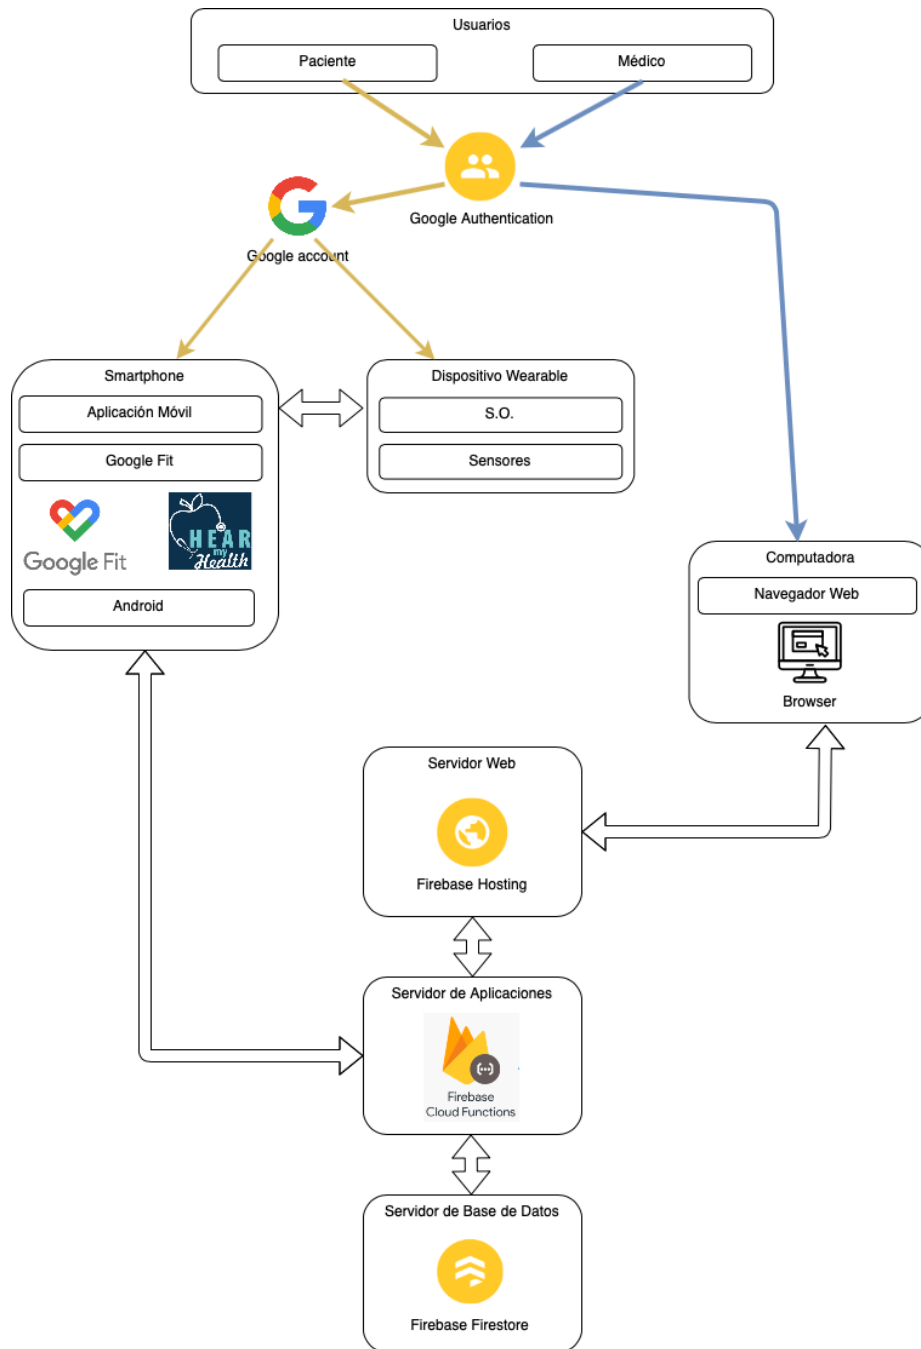 Usuarios
Paciente
Médico
Google Authentication
Google account
Smartphone
Aplicación Móvil
Google Fit
Google Fit
HEAR
my
Health
Android
Dispositivo Wearable
S.O.
Sensores
Computadora
Navegador Web
Browser
Servidor Web
Firebase Hosting
Servidor de Aplicaciones
Firebase
Cloud Functions
Servidor de Base de Datos
Firebase Firestore